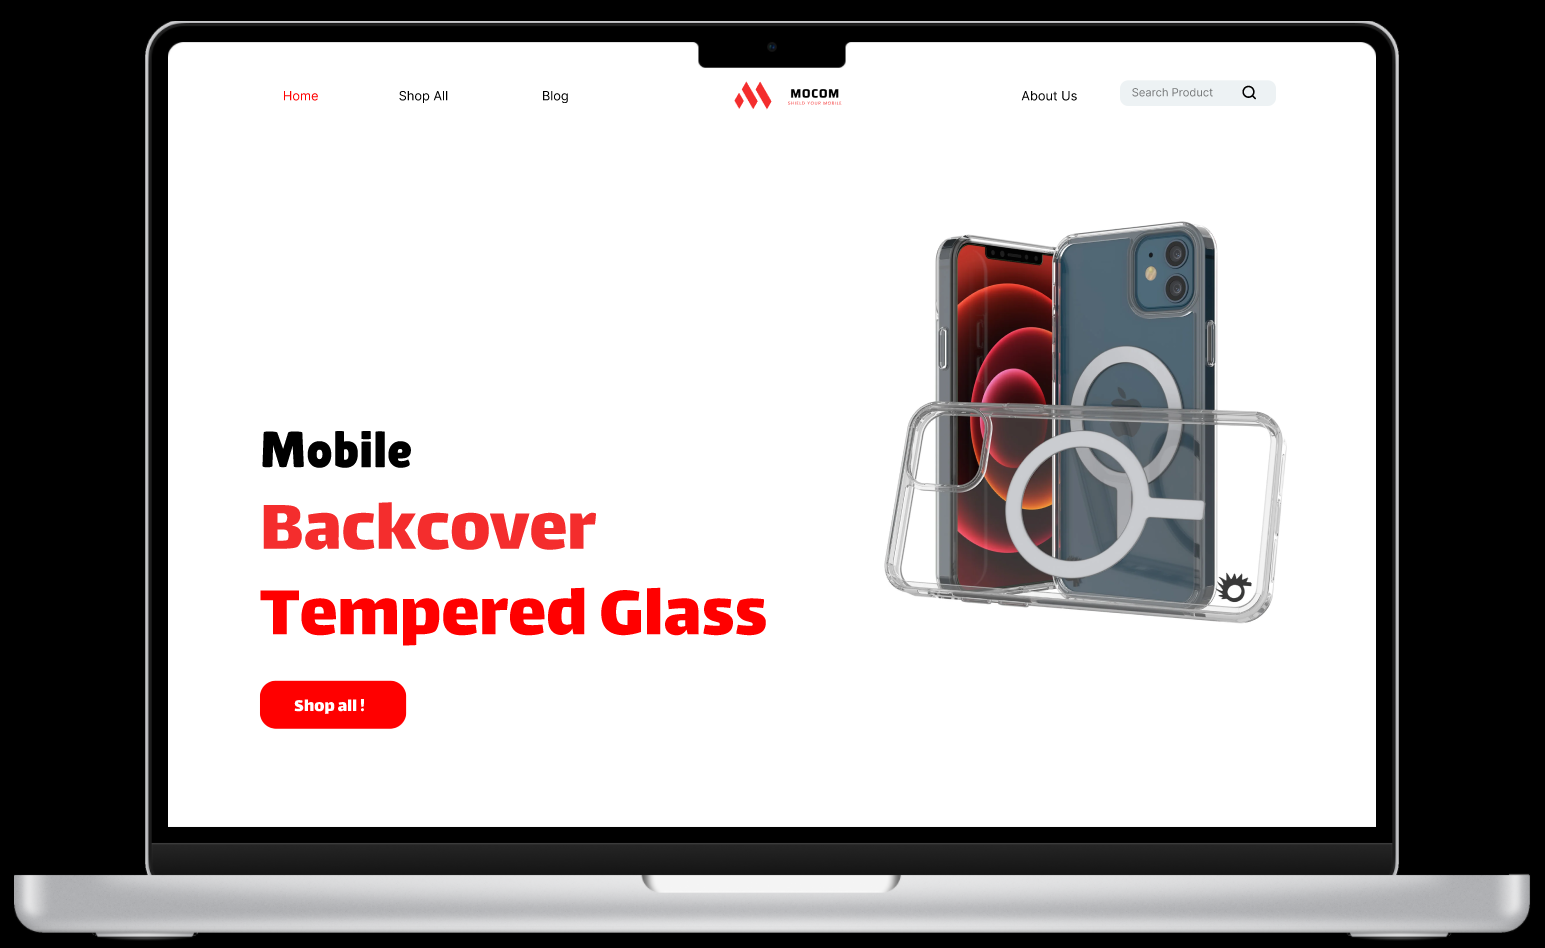 Home
Shop All
Blog
MOCOM
SHIELD YOUR MOBILE
About Us
Search Product
Mobile
Backcover
Tempered Glass
Shop all !